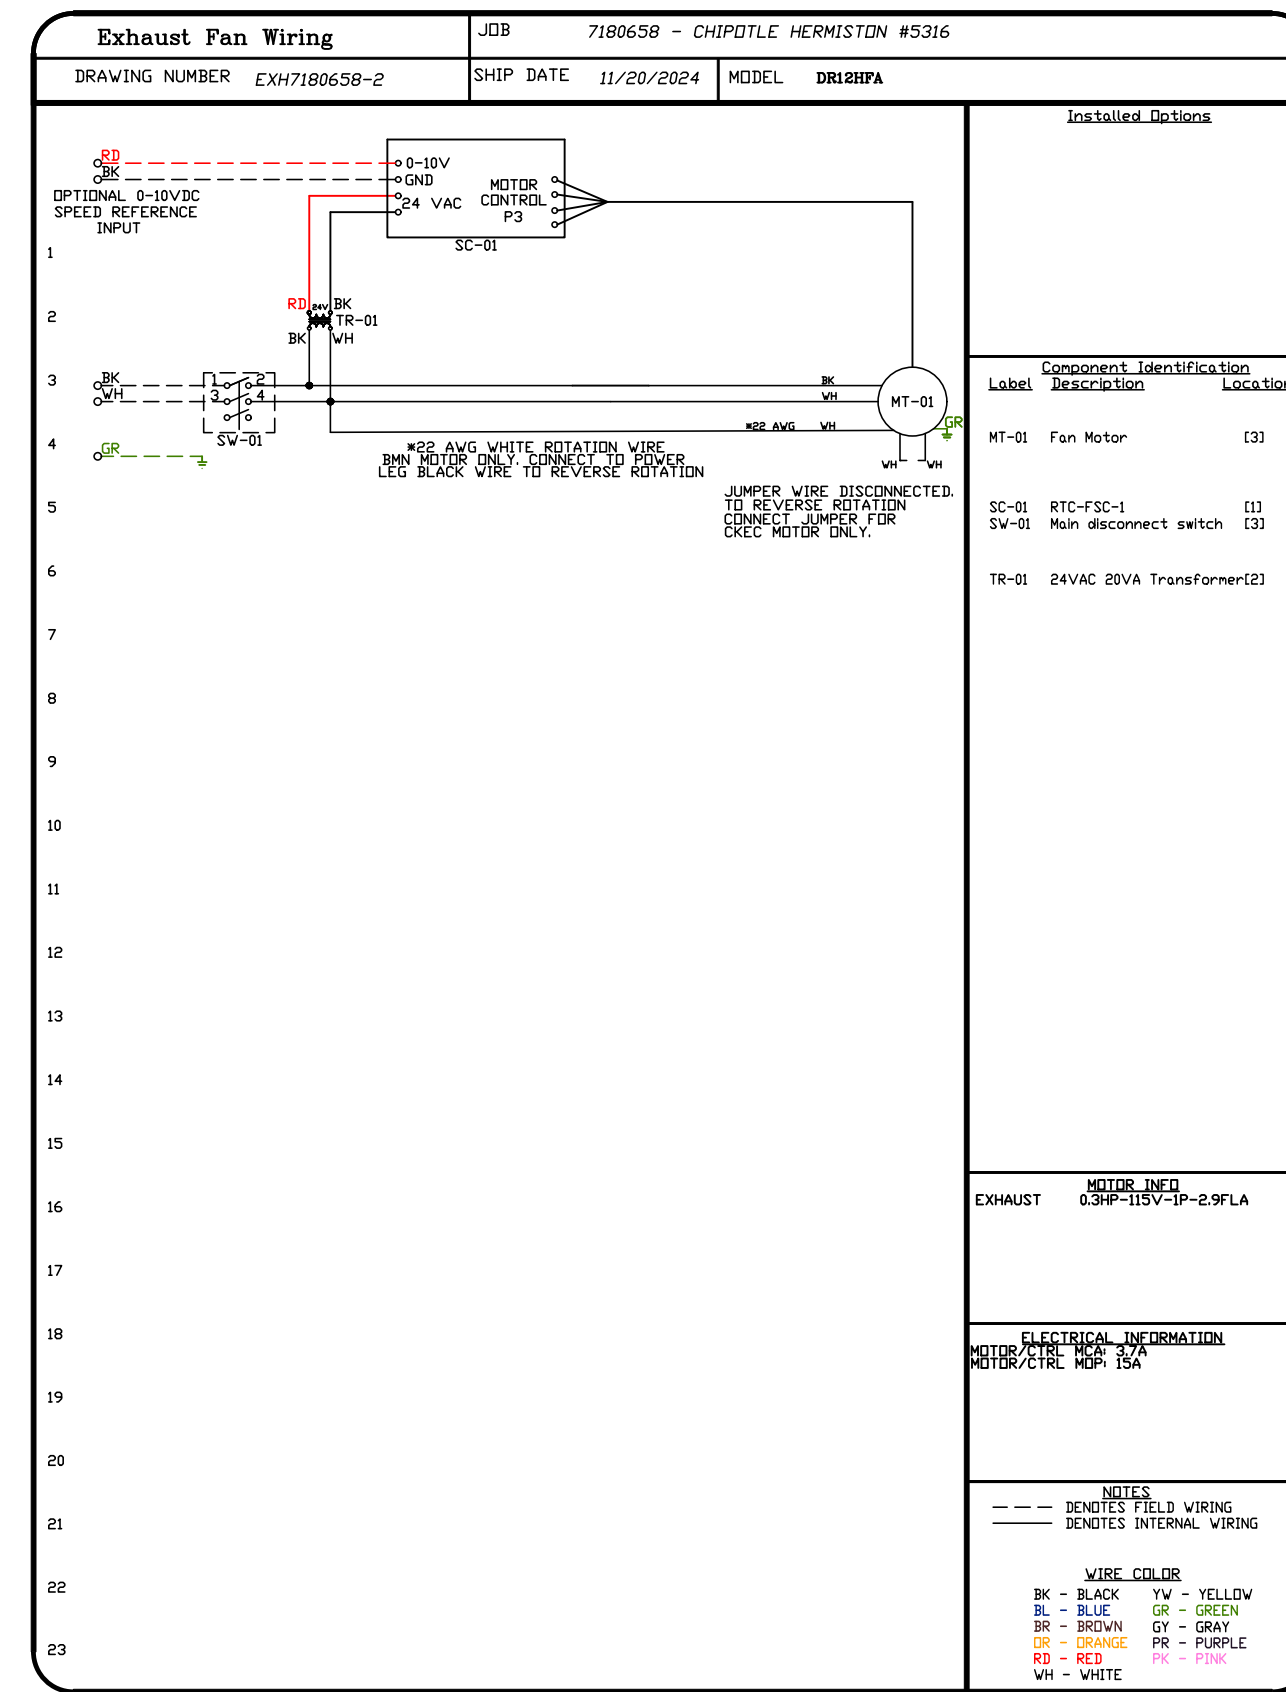 Exhaust Fan Wiring
JOB 7180658 - CHIPOTLE HERMISTON #5316
DRAWING NUMBER EXH7180658-2
SHIP DATE 11/20/2024
MODEL DR12HFA
RD
BK
OPTIONAL 0-10VDC
SPEED REFERENCE
INPUT
0-10V
GND
24 VAC
MOTOR
CONTROL
P3
SC-01
RD 24V BK
TR-01
BK WH
BK
WH
1 2
3 4
SW-01
GR
BK
WH
*22 AWG WH
MT-01
GR
WH WH
*22 AWG WHITE ROTATION WIRE
BMN MOTOR ONLY. CONNECT TO POWER
LEG BLACK WIRE TO REVERSE ROTATION
JUMPER WIRE DISCONNECTED.
TO REVERSE ROTATION
CONNECT JUMPER FOR
CKEC MOTOR ONLY.
1
2
3
4
5
6
7
8
9
10
11
12
13
14
15
16
17
18
19
20
21
22
23
Installed Options
Component Identification
Label Description Location
MT-01 Fan Motor [3]
SC-01 RTC-FSC-1 [1]
SW-01 Main disconnect switch [3]
TR-01 24VAC 20VA Transformer[2]
MOTOR INFO
EXHAUST 0.3HP-115V-1P-2.9FLA
ELECTRICAL INFORMATION
MOTOR/CTRL MCA: 3.7A
MOTOR/CTRL MOP: 15A
NOTES
DENOTES FIELD WIRING
DENOTES INTERNAL WIRING
WIRE COLOR
BK - BLACK YW - YELLOW
BL - BLUE GR - GREEN
BR - BROWN GY - GRAY
OR - ORANGE PR - PURPLE
RD - RED PK - PINK
WH - WHITE